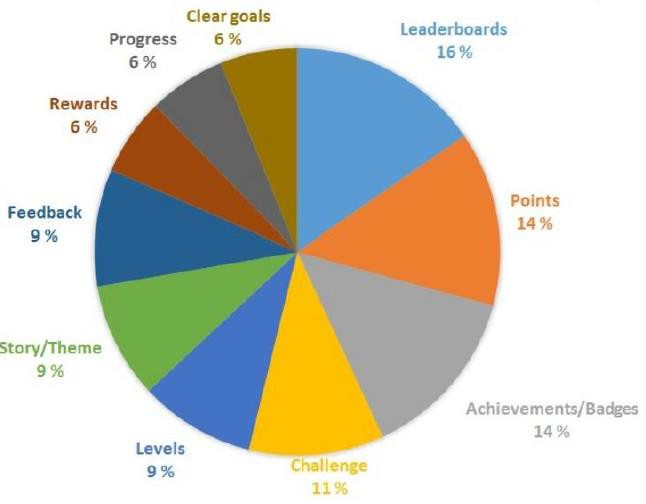 Clear goals
6 %
Leaderboards
16 %
Points
14 %
Achievements/Badges
14 %
Challenge
11 %
Levels
9 %
Story/Theme
9 %
Feedback
9 %
Rewards
6 %
Progress
6 %